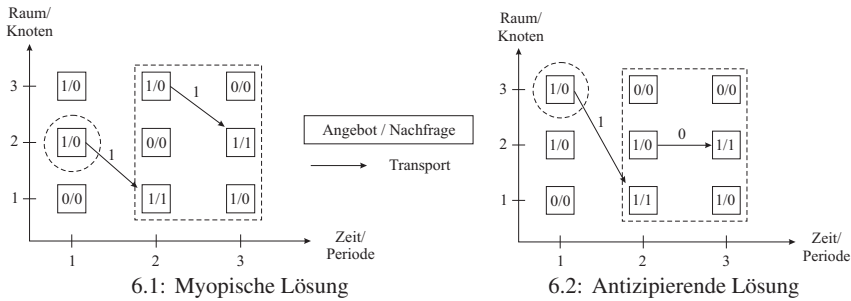 Raum/
Knoten
3
2
1
1/0
1/0
0/0
1
1/0
0/0
1/1
1
0/0
1/1
1/0
1
2
3
Zeit/
Periode
6.1: Myopische Lösung
Angebot / Nachfrage
Transport
Raum/
Knoten
3
2
1
1/0
1/0
0/0
1
0/0
1/0
1/1
0
0/0
1/1
1/0
1
2
3
Zeit/
Periode
6.2: Antizipierende Lösung